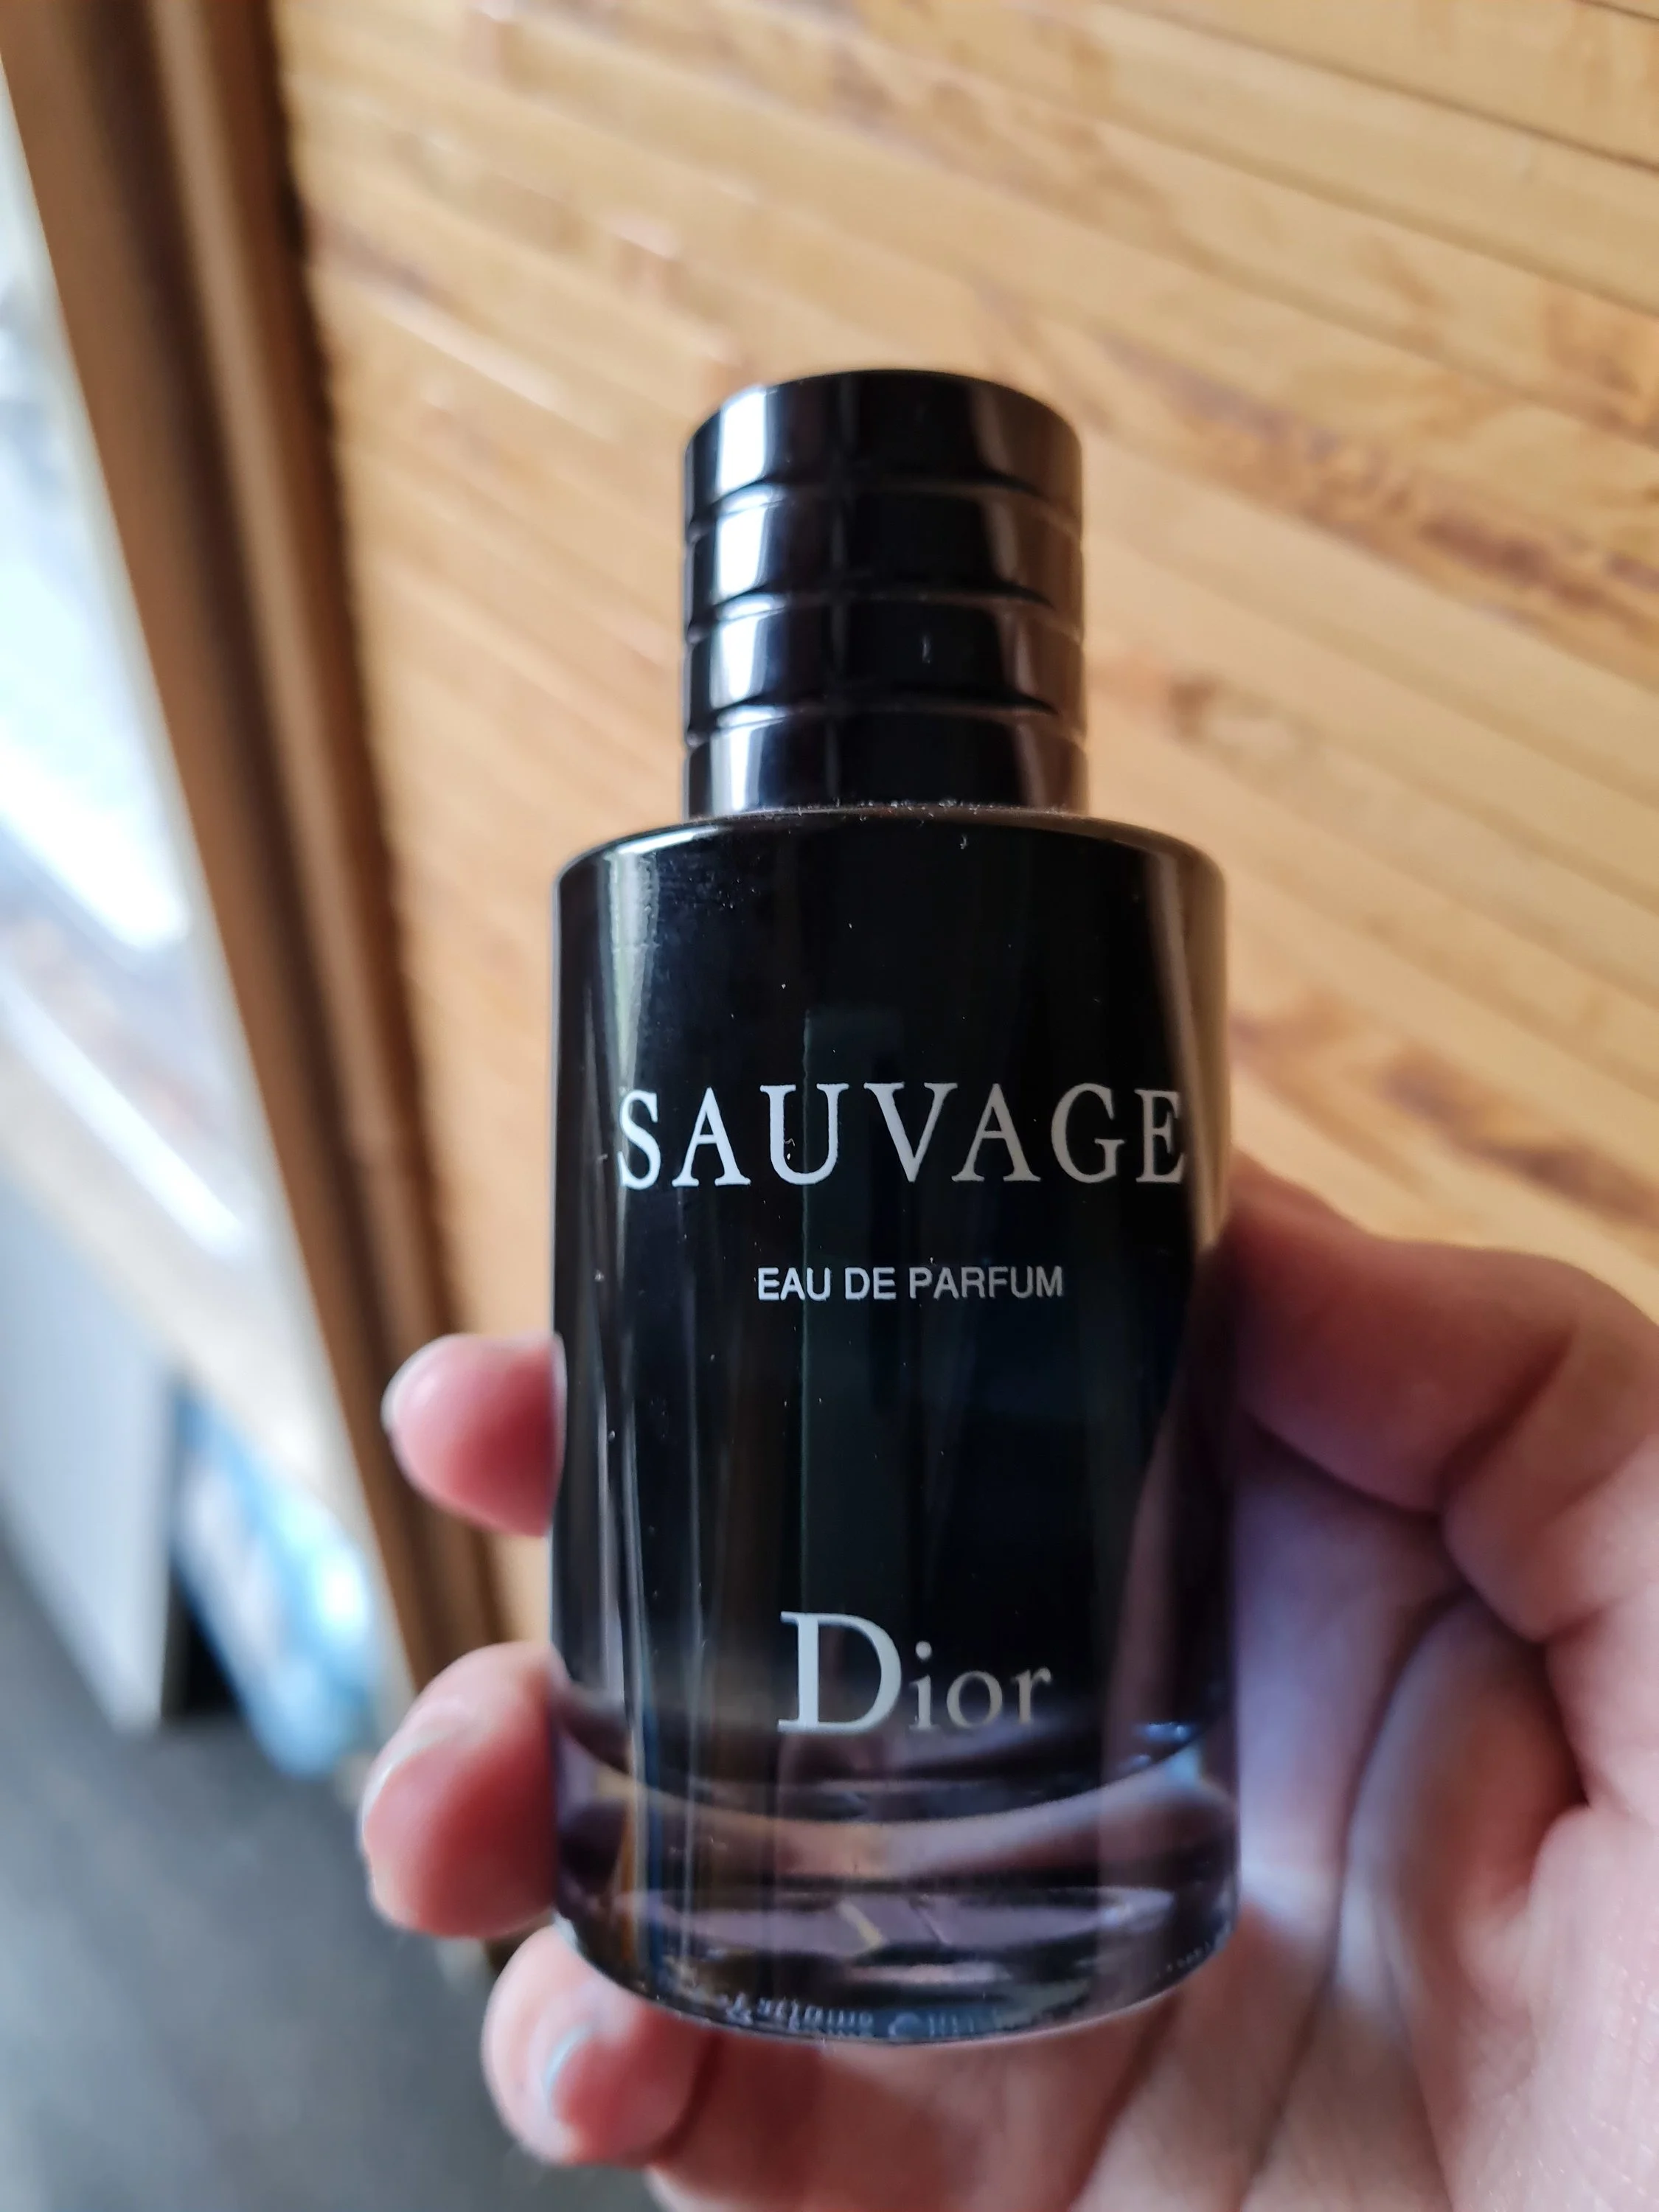 SAUVAGE
EAU DE PARFUM
Dior